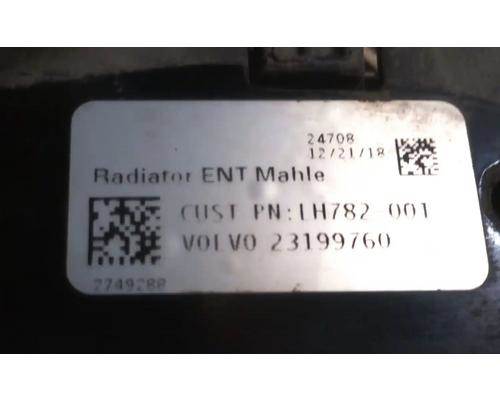 24708
12/21/18
Radiator ENT Mahle
CUST PN:LH782 001
VOLVO 23199760
2749288